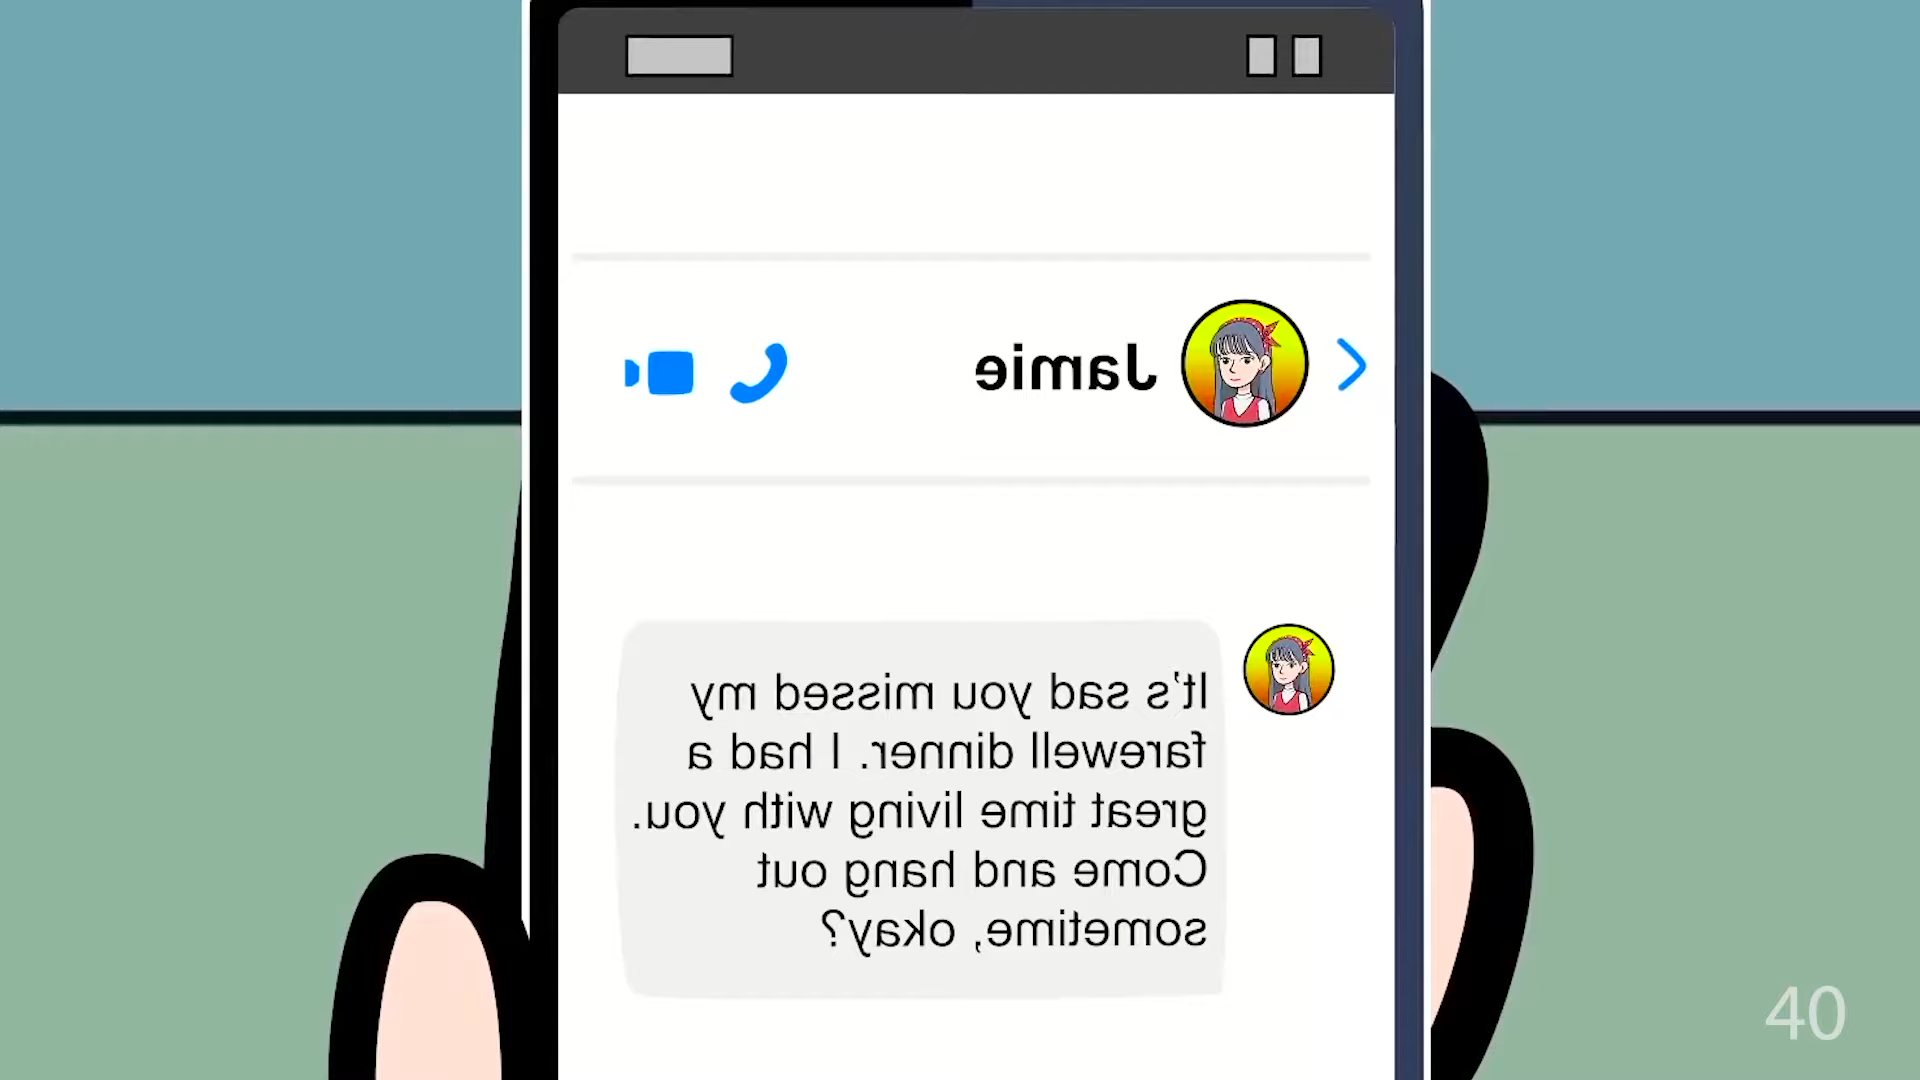 Jamie
It's sad you missed my
farewell dinner. I had a
great time living with you.
Come and hang out
sometime, okay?
40